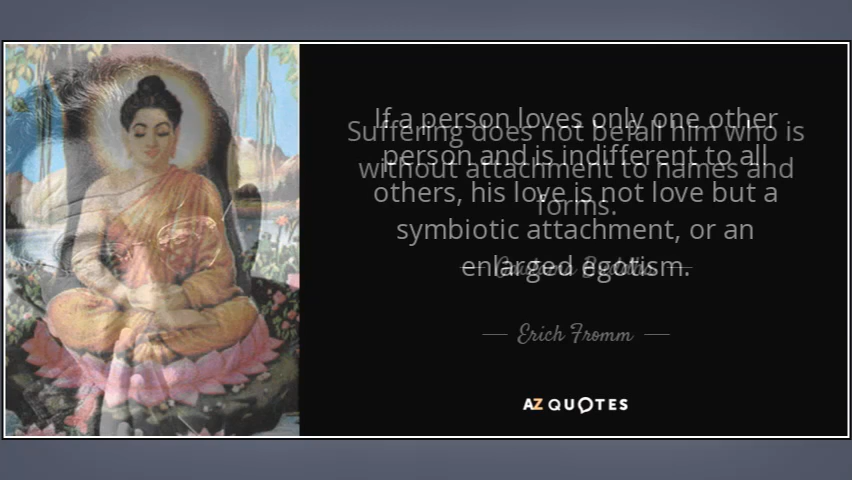 If a person loves only one other
person and is indifferent to all
others, his love is not love but a
symbiotic attachment, or an
enlarged egotism.
Suffering does not befall him who is
without attachment to names and
forms.
— Gautama Buddha —
— Erich Fromm —
AZ QUOTES